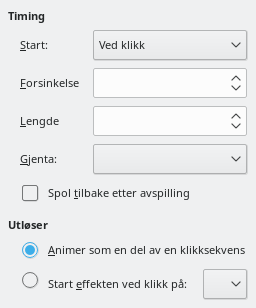 Timing
Start:
Ved klikk
Forsinkelse
Lengde
Gjenta:
Spol tilbake etter avspilling
Utløser
Animer som en del av en klikksekvens
Start effekten ved klikk på: